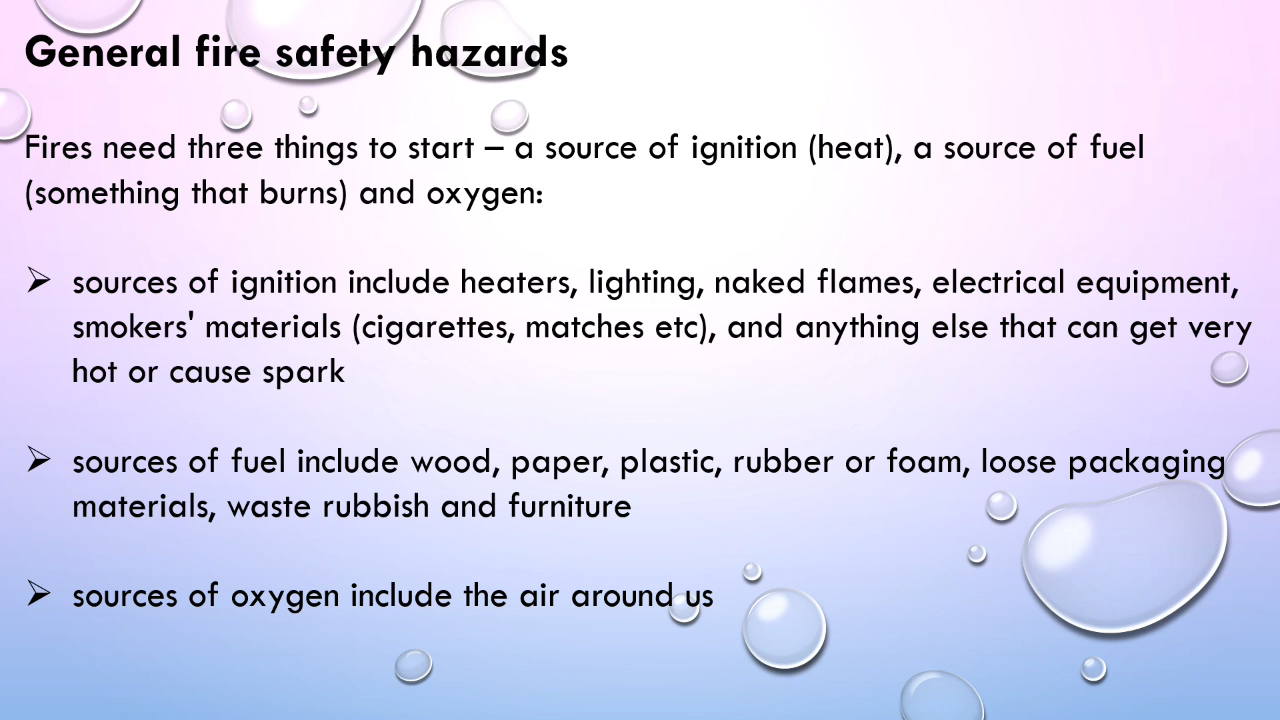 General fire safety hazards
Fires need three things to start – a source of ignition (heat), a source of fuel
(something that burns) and oxygen:
➢ sources of ignition include heaters, lighting, naked flames, electrical equipment,
smokers' materials (cigarettes, matches etc), and anything else that can get very
hot or cause spark
➢ sources of fuel include wood, paper, plastic, rubber or foam, loose packaging
materials, waste rubbish and furniture
➢ sources of oxygen include the air around us